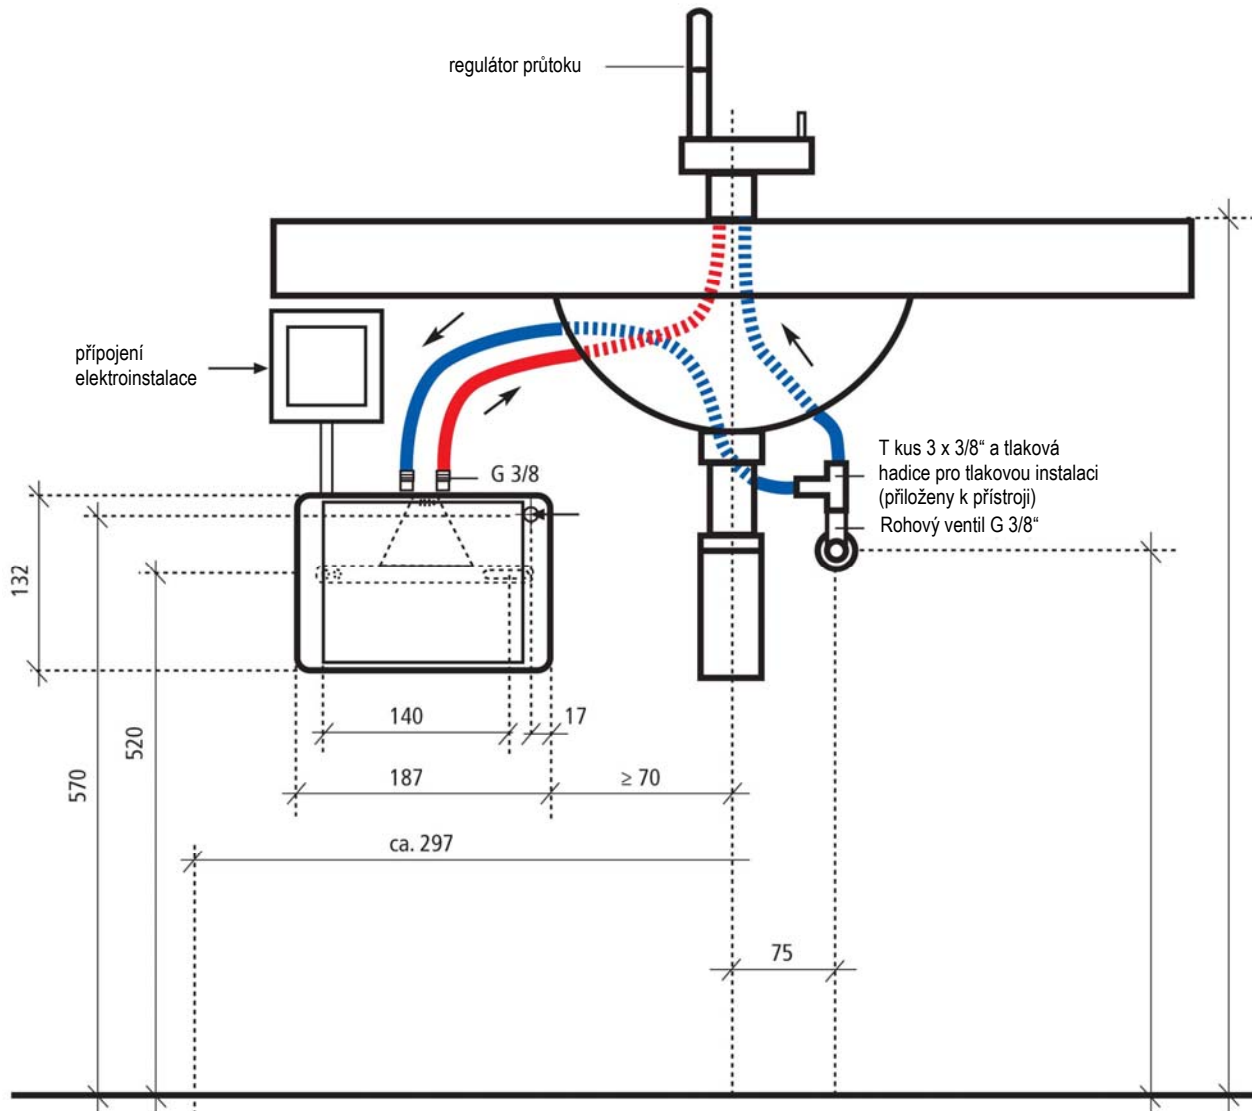 regulátor průtoku
přípojení
elektroinstalace
G 3/8
T kus 3 x 3/8“ a tlaková
hadice pro tlakovou instalaci
(přiloženy k přístroji)
Rohový ventil G 3/8“
132
570
520
140
17
187
≥ 70
ca. 297
75